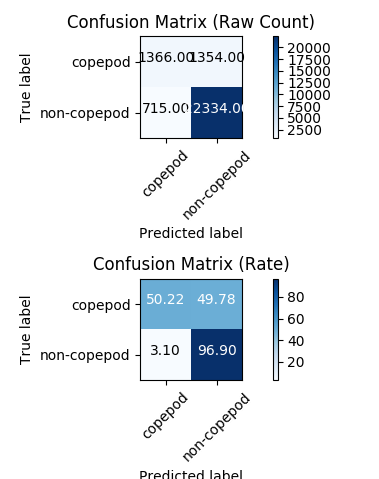 Confusion Matrix (Raw Count)
True label
copepod
1366.00
1354.00
non-copepod
715.00
2334.0
copepod
non-copepod
Predicted label
20000
17500
15000
12500
10000
7500
5000
2500
Confusion Matrix (Rate)
True label
copepod
50.22
49.78
non-copepod
3.10
96.90
copepod
non-copepod
Predicted label
80
60
40
20